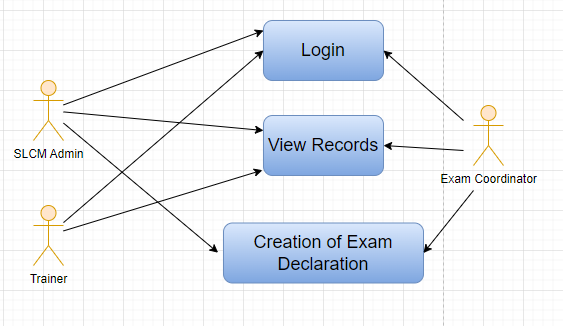 Login
SLCM Admin
View Records
Exam Coordinator
Trainer
Creation of Exam
Declaration